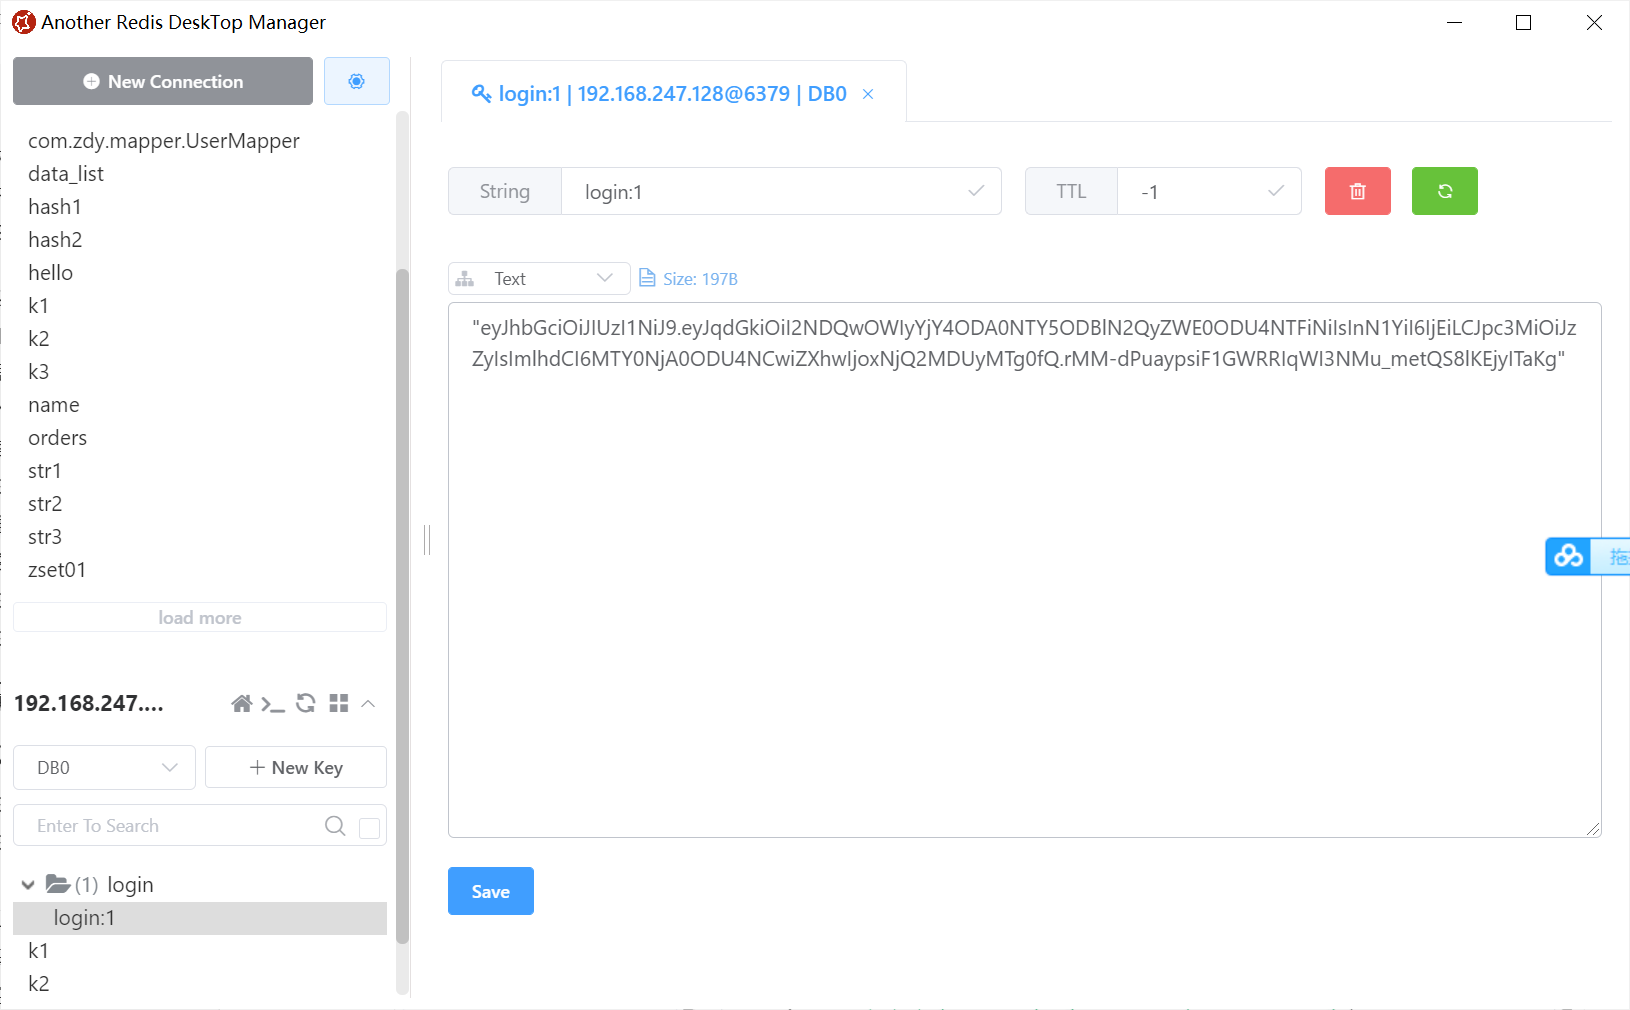 Another Redis DeskTop Manager
New Connection
com.zdy.mapper.UserMapper
data_list
hash1
hash2
hello
k1
k2
k3
name
orders
str1
str2
str3
zset01
load more
192.168.247....
DB0
New Key
Enter To Search
(1) login
login:1
k1
k2
login:1 | 192.168.247.128@6379 | DB0
String
login:1
TTL
-1
Text
Size: 197B
"eyJhbGciOiJIUzI1NiJ9.eyJqdGkiOiI2NDQwOWIyYjY4ODA0NTY5ODBlN2QyZWE0ODU4NTFiNiIsInN1YiI6IjEiLCJpc3MiOiJz
ZyIsImlhdCI6MTY0NjA0ODU4NCwiZXhwIjoxNjQ2MDUyMTg0fQ.rMM-dPuaypsiF1GWRRIqWI3NMu_metQS8lKEjyITaKg"
Save